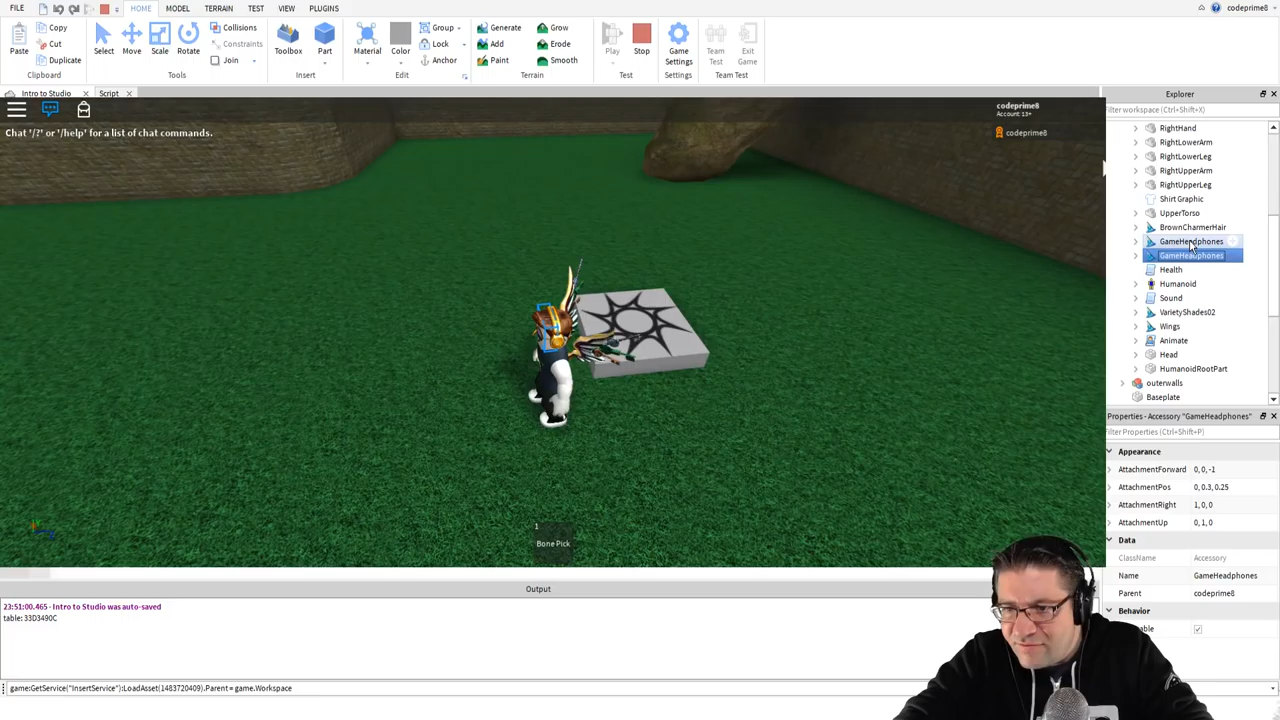 FILE HOME MODEL TERRAIN TEST VIEW PLUGINS codeprime8
Copy Collisions Group Generate Grow
Cut Constraints Lock Add Erode
Duplicate Join Anchor Paint Smooth
Paste Select Move Scale Rotate Toolbox Part Material Color Play Stop Game Settings Team Test Exit Game
Clipboard Tools Insert Edit Terrain Test Settings Team Test
Intro to Studio Script Explorer
Filter workspace (Ctrl+Shift+X)
codeprime8
Account: 13+
codeprime8
Chat '/?' or '/help' for a list of chat commands.
RightHand
RightLowerArm
RightLowerLeg
RightUpperArm
RightUpperLeg
Shirt Graphic
UpperTorso
BrownCharmerHair
GameHeadphones
GameHeadphones
Health
Humanoid
Sound
VarietyShades02
Wings
Animate
Head
HumanoidRootPart
outerwalls
Baseplate
Properties - Accessory "GameHeadphones"
Filter Properties (Ctrl+Shift+P)
Appearance
AttachmentForward 0, 0, -1
AttachmentPos 0, 0.3, 0.25
AttachmentRight 1, 0, 0
AttachmentUp 0, 1, 0
Data
ClassName Accessory
Name GameHeadphones
Parent codeprime8
Behavior
1
Bone Pick
Output
23:51:00.465 - Intro to Studio was auto-saved
table: 33D3490C
game:GetService("InsertService"):LoadAsset(1483720409).Parent = game.Workspace